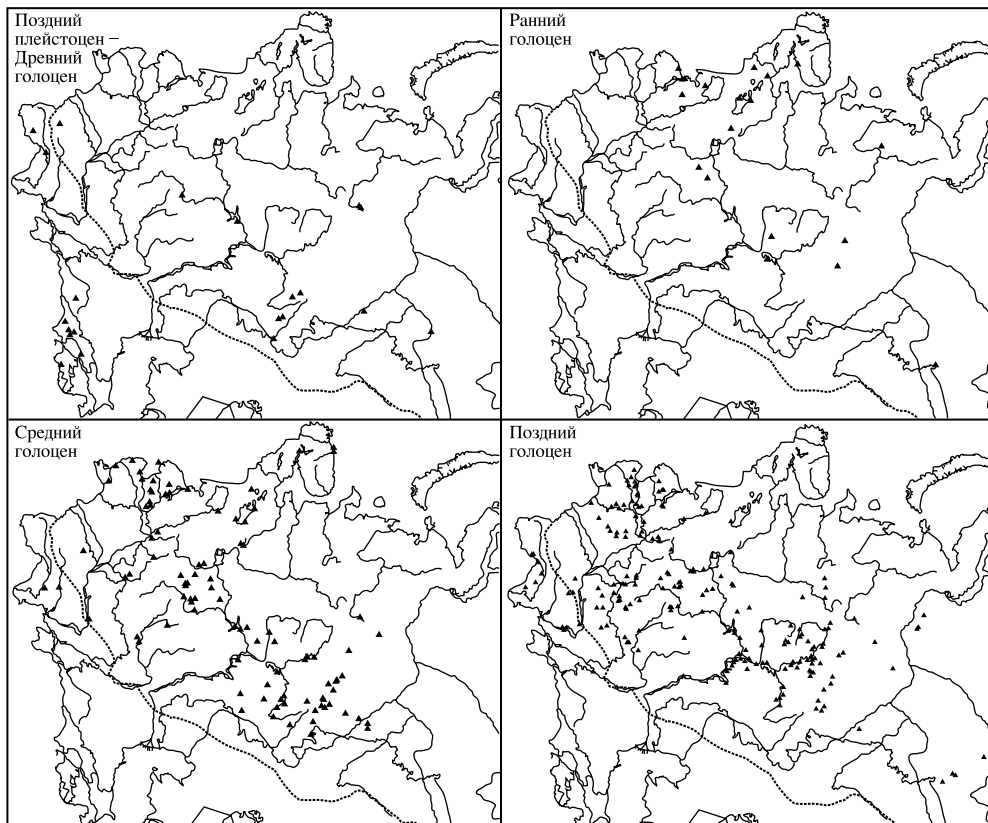 Поздний
плейстоцен –
Древний
голоцен
Ранний
голоцен
Средний
голоцен
Поздний
голоцен